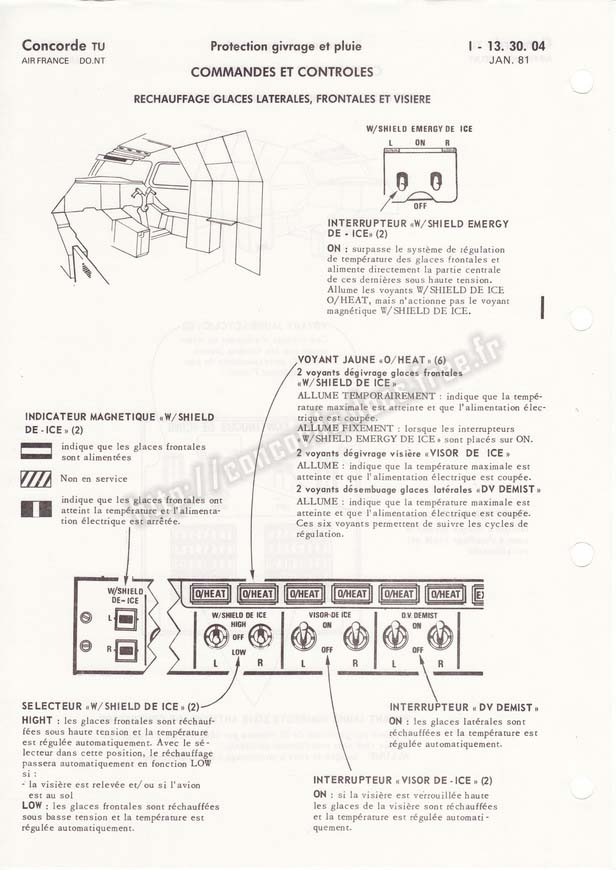 Concorde TU
AIR FRANCE DO.NT
Protection givrage et pluie
I - 13. 30. 04
JAN. 81
COMMANDES ET CONTROLES
RECHAUFFAGE GLACES LATERALES, FRONTALES ET VISIERE
W/SHIELD EMERGY DE ICE
L ON R
OFF
INTERRUPTEUR «W/SHIELD EMERGY
DE - ICE» (2)
ON : surpasse le système de régulation
de température des glaces frontales et
alimente directement la partie centrale
de ces dernières sous haute tension.
Allume les voyants W/SHIELD DE ICE
O/HEAT, mais n'actionne pas le voyant
magnétique W/SHIELD DE ICE.
VOYANT JAUNE «O/HEAT» (6)
2 voyants dégivrage glaces frontales
«W/SHIELD DE ICE»
ALLUME TEMPORAIREMENT : indique que la tempé-
rature maximale est atteinte et que l'alimentation élec-
trique est coupée.
ALLUME FIXEMENT : lorsque les interrupteurs
«W/SHIELD EMERGY DE ICE» sont placés sur ON.
2 voyants dégivrage visière «VISOR DE ICE»
ALLUME : indique que la température maximale est
atteinte et que l'alimentation électrique est coupée.
2 voyants désembuage glaces latérales «DV DEMIST»
ALLUME : indique que la température maximale est
atteinte et que l'alimentation électrique est coupée.
Ces six voyants permettent de suivre les cycles de
régulation.
INDICATEUR MAGNETIQUE «W/SHIELD
DE - ICE» (2)
indique que les glaces frontales
sont alimentées
Non en service
indique que les glaces frontales ont
atteint la température et l'alimenta-
tion électrique est arrêtée.
http://concordereference.fr
W/SHIELD
DE-ICE
L
R
O/HEAT O/HEAT O/HEAT O/HEAT O/HEAT O/HEAT
W/SHIELD DE ICE VISOR-DE ICE D.V DEMIST
HIGH ON ON
OFF
LOW OFF OFF
L R L R L R
SELECTEUR «W/SHIELD DE ICE» (2)
HIGHT : les glaces frontales sont réchauf-
fées sous haute tension et la température
est régulée automatiquement. Avec le sé-
lecteur dans cette position, le réchauffage
passera automatiquement en fonction LOW
si :
- la visière est relevée et/ou si l'avion
est au sol
LOW : les glaces frontales sont réchauffées
sous basse tension et la température est
régulée automatiquement.
INTERRUPTEUR «DV DEMIST»
ON : les glaces latérales sont
réchauffées et la température est
régulée automatiquement.
INTERRUPTEUR «VISOR DE - ICE» (2)
ON : si la visière est verrouillée haute
les glaces de la visière sont réchauffées
et la température est régulée automati-
quement.